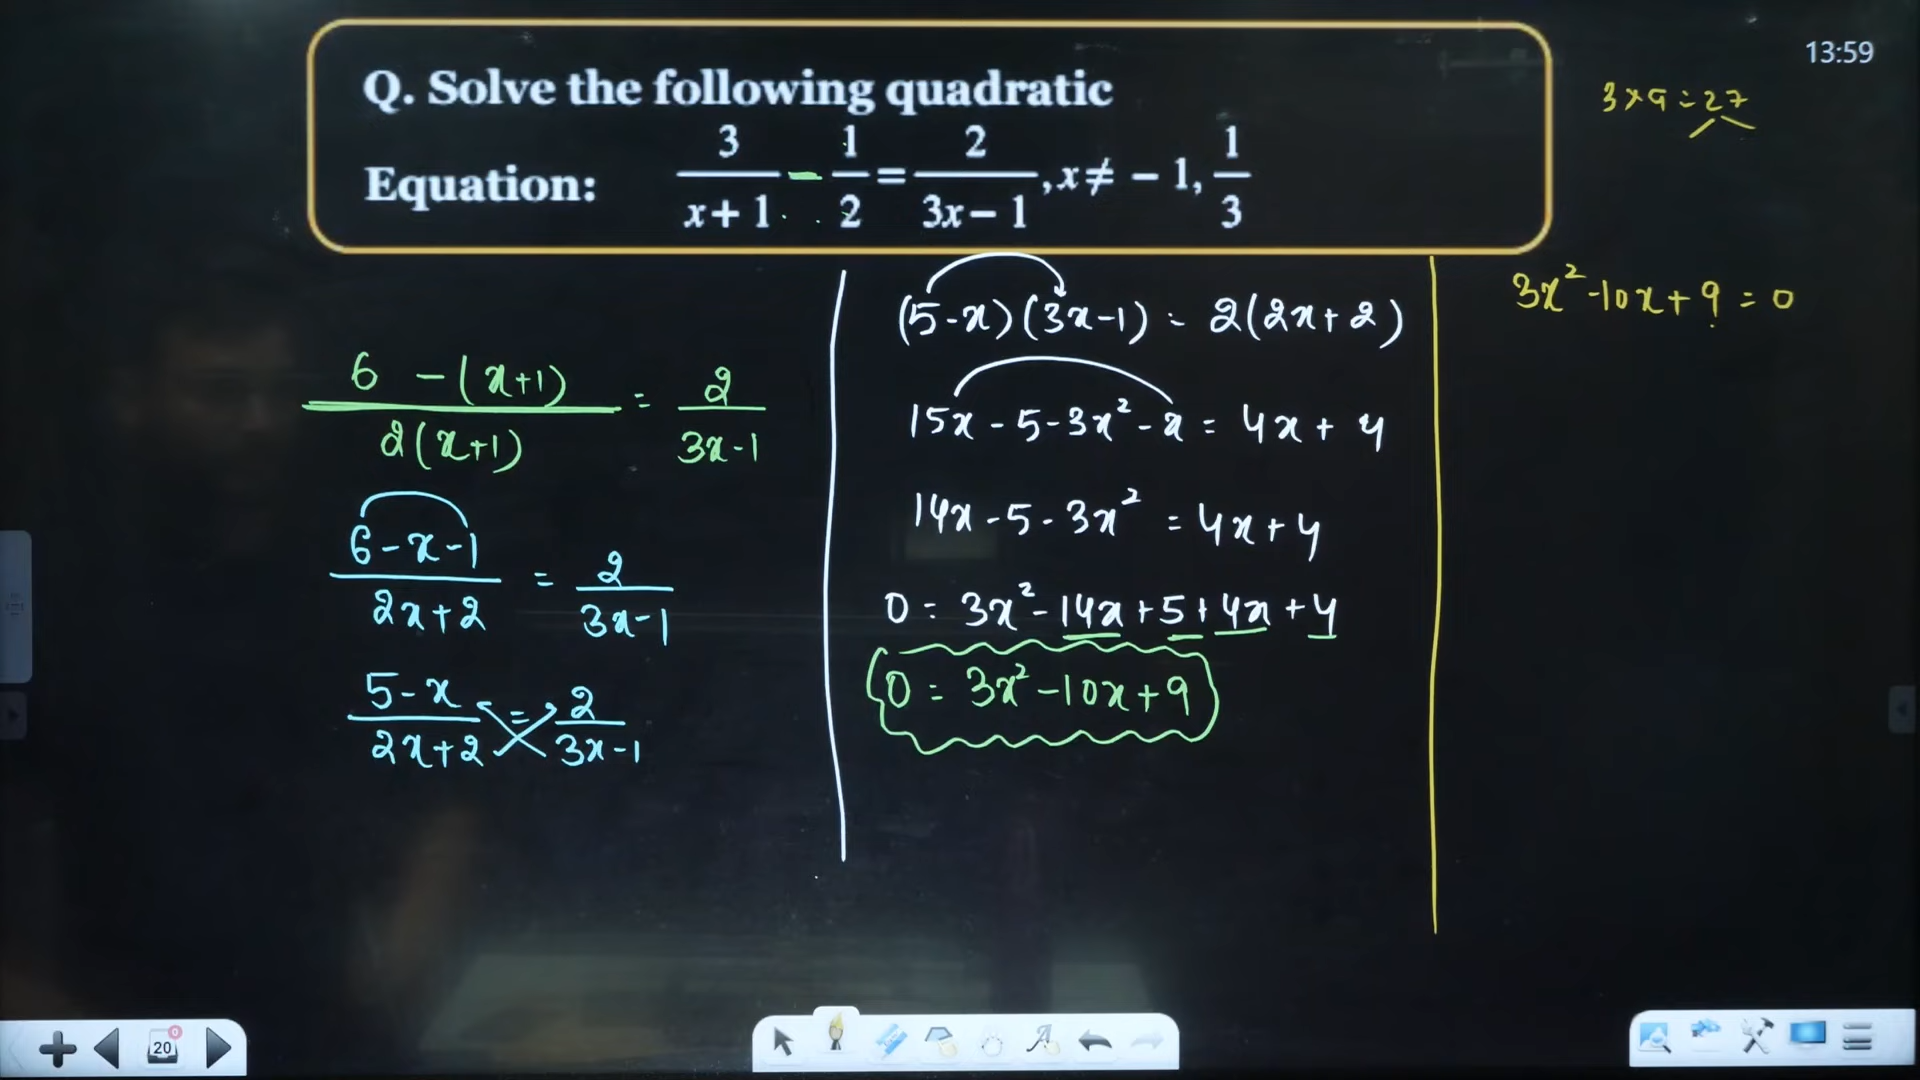 Q. Solve the following quadratic
Equation: 3/(x+1) - 1/2 = 2/(3x-1), x ≠ -1, 1/3
13:59
3×9=27
(6 - (x+1))/(2(x+1)) = 2/(3x-1)
(6-x-1)/(2x+2) = 2/(3x-1)
(5-x)/(2x+2) = 2/(3x-1)
(5-x)(3x-1) = 2(2x+2)
15x - 5 - 3x² - x = 4x + 4
14x - 5 - 3x² = 4x + 4
0 = 3x² - 14x + 5 + 4x + 4
0 = 3x² - 10x + 9
3x² - 10x + 9 = 0
20
0